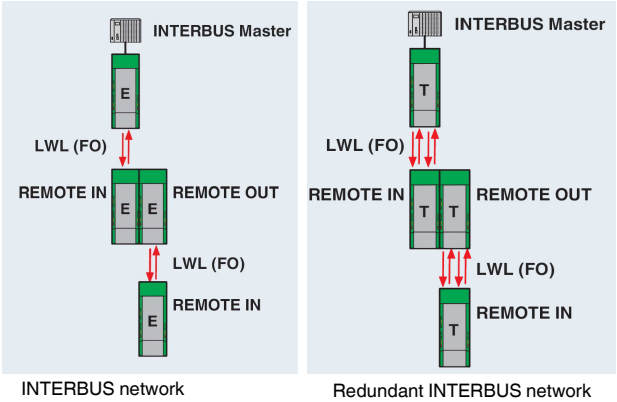 INTERBUS Master
E
LWL (FO)
REMOTE IN
E
E
REMOTE OUT
LWL (FO)
REMOTE IN
E
INTERBUS network
INTERBUS Master
T
LWL (FO)
REMOTE IN
T
T
REMOTE OUT
LWL (FO)
REMOTE IN
T
Redundant INTERBUS network